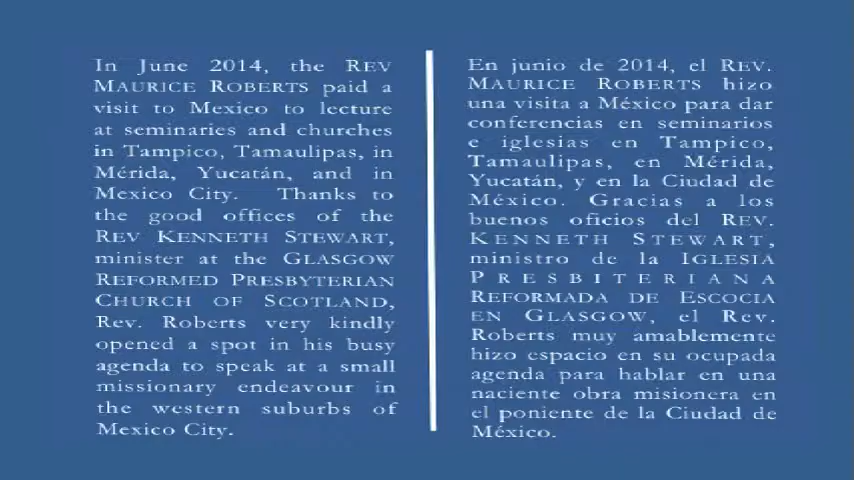 In June 2014, the REV
MAURICE ROBERTS paid a
visit to Mexico to lecture
at seminaries and churches
in Tampico, Tamaulipas, in
Mérida, Yucatán, and in
Mexico City. Thanks to
the good offices of the
REV KENNETH STEWART,
minister at the GLASGOW
REFORMED PRESBYTERIAN
CHURCH OF SCOTLAND,
Rev. Roberts very kindly
opened a spot in his busy
agenda to speak at a small
missionary endeavour in
the western suburbs of
Mexico City.
En junio de 2014, el REV.
MAURICE ROBERTS hizo
una visita a México para dar
conferencias en seminarios
e iglesias en Tampico,
Tamaulipas, en Mérida,
Yucatán, y en la Ciudad de
México. Gracias a los
buenos oficios del REV.
KENNETH STEWART,
ministro de la IGLESIA
PRESBITERIANA
REFORMADA DE ESCOCIA
EN GLASGOW, el Rev.
Roberts muy amablemente
hizo espacio en su ocupada
agenda para hablar en una
naciente obra misionera en
el poniente de la Ciudad de
México.